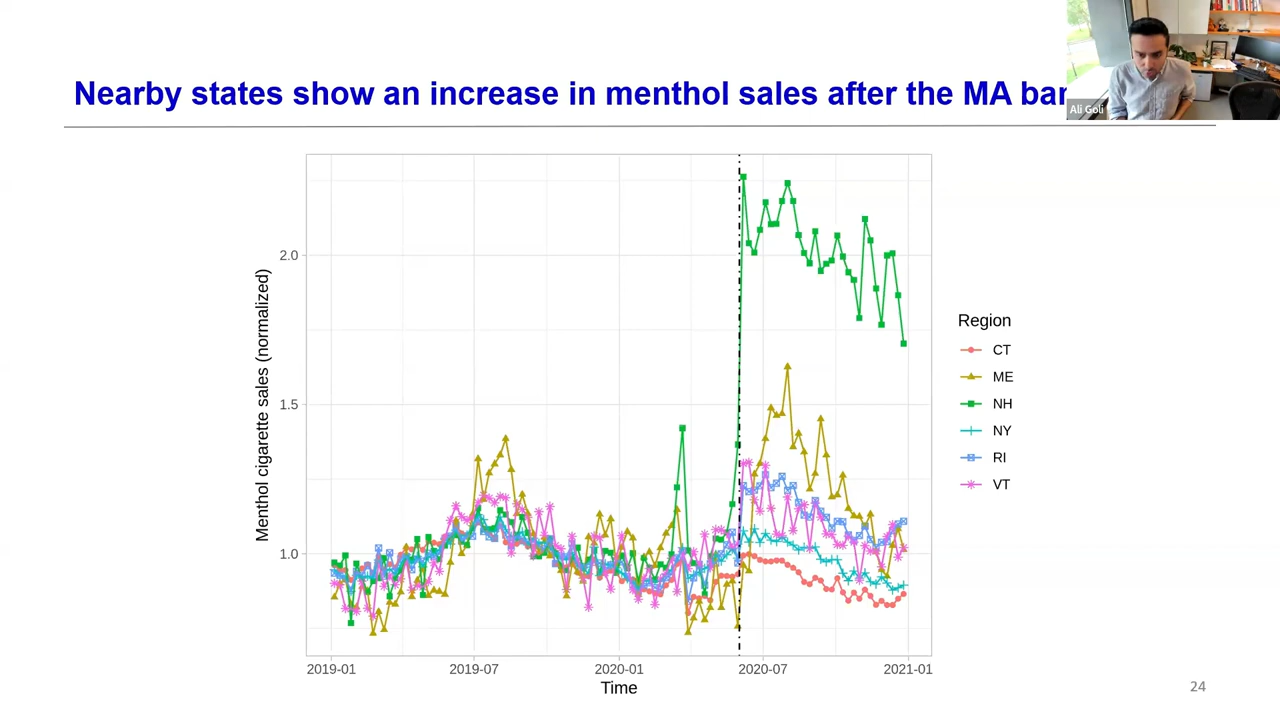 Nearby states show an increase in menthol sales after the MA
Ali Goli
Menthol cigarette sales (normalized)
2.0
1.5
1.0
2019-01
2019-07
2020-01
2020-07
2021-01
Time
Region
CT
ME
NH
NY
RI
VT
24